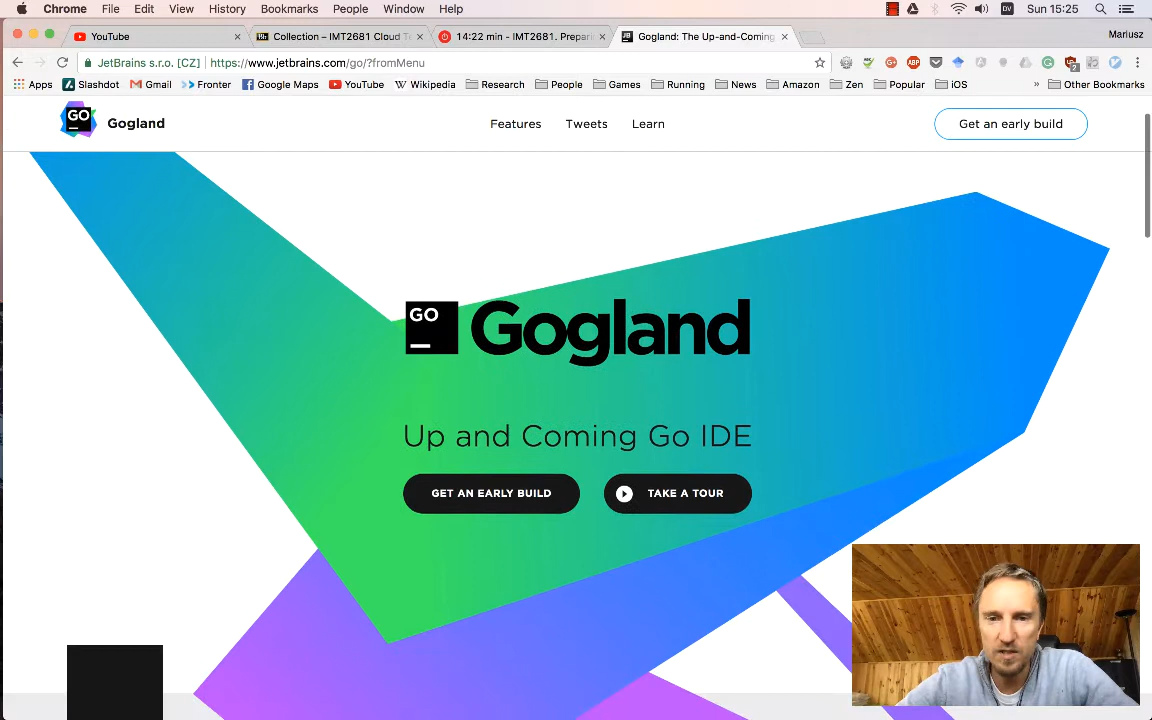 Chrome File Edit View History Bookmarks People Window Help DV Sun 15:25
YouTube Collection – IMT2681 Cloud T 14:22 min - IMT2681. Prepari Gogland: The Up-and-Coming Mariusz
JetBrains s.r.o. [CZ] https://www.jetbrains.com/go/?fromMenu
Apps Slashdot Gmail Fronter Google Maps YouTube Wikipedia Research People Games Running News Amazon Zen Popular iOS » Other Bookmarks
GO Gogland Features Tweets Learn Get an early build
GO Gogland
Up and Coming Go IDE
GET AN EARLY BUILD TAKE A TOUR